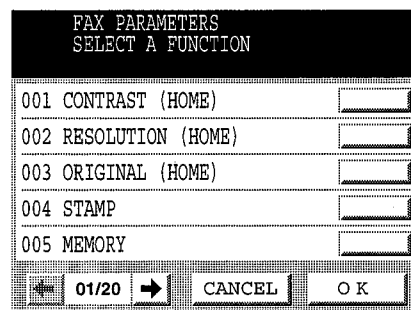 FAX PARAMETERS
SELECT A FUNCTION
001 CONTRAST (HOME)
002 RESOLUTION (HOME)
003 ORIGINAL (HOME)
004 STAMP
005 MEMORY
01/20 CANCEL OK